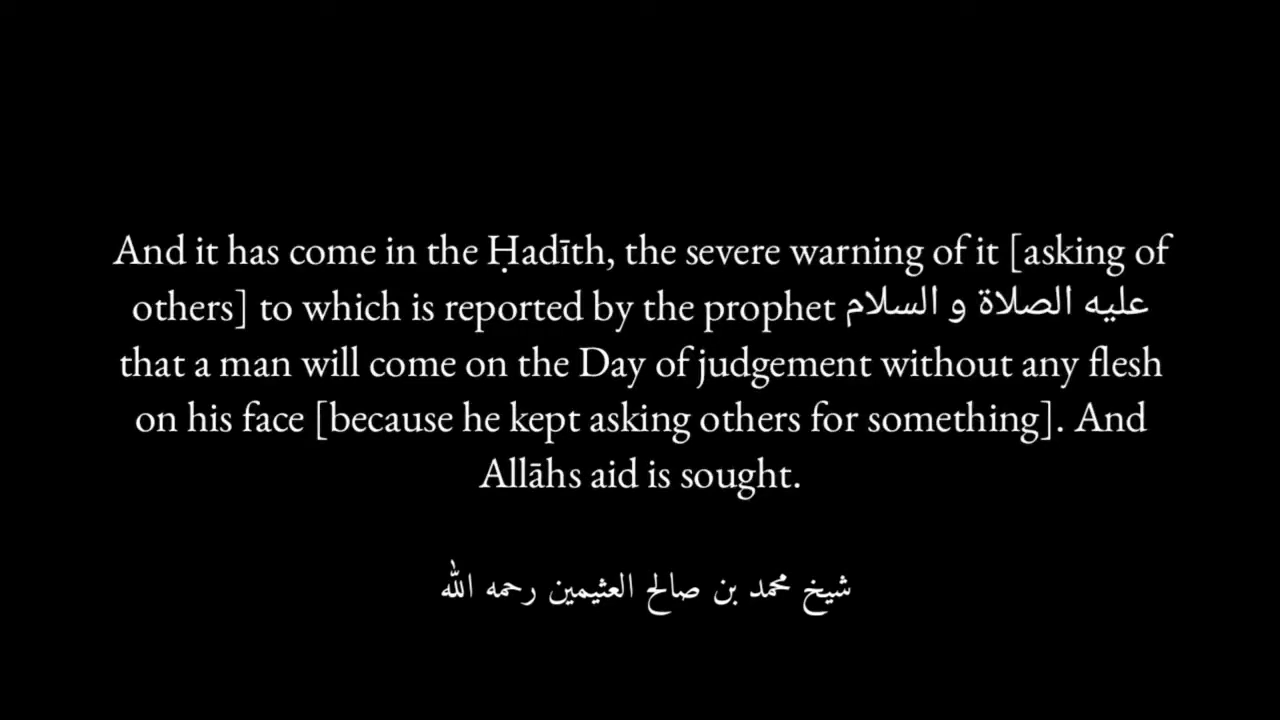 And it has come in the Ḥadīth, the severe warning of it [asking of
others] to which is reported by the prophet عليه الصلاة و السلام
that a man will come on the Day of judgement without any flesh
on his face [because he kept asking others for something]. And
Allāhs aid is sought.
شيخ محمد بن صالح العثيمين رحمه الله